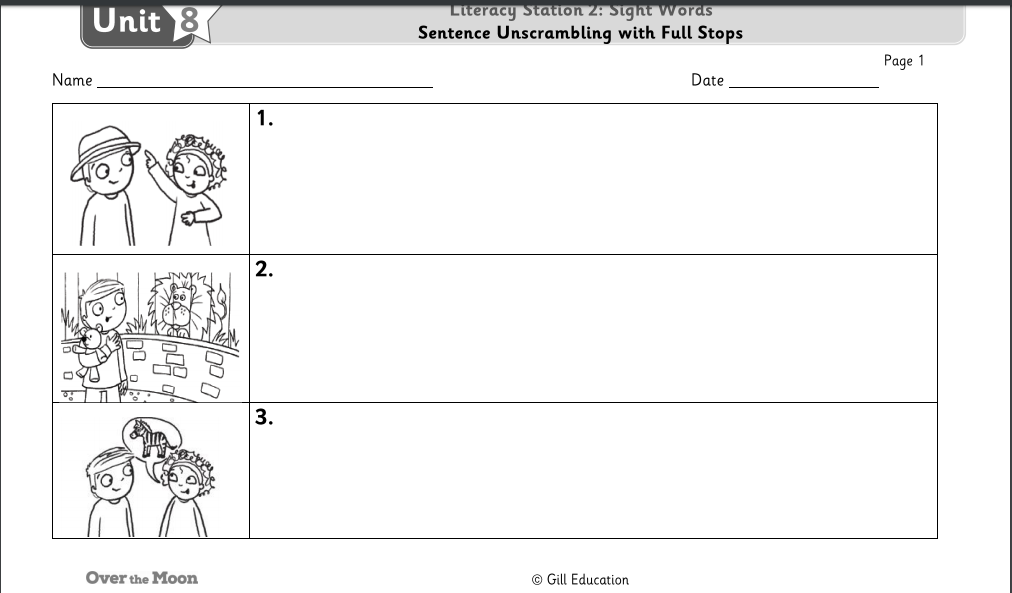 Unit 8
Literacy Station 2: Sight Words
Sentence Unscrambling with Full Stops
Page 1
Name
Date
1.
2.
3.
Over the Moon
© Gill Education